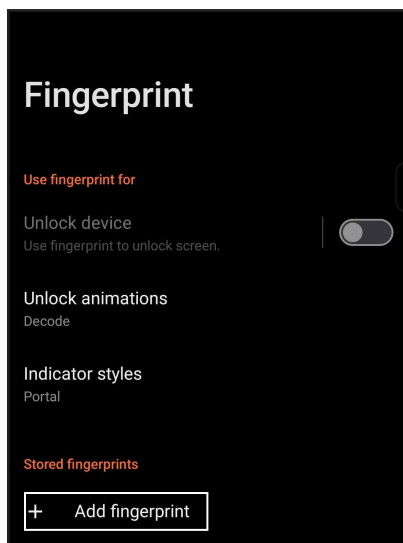 Fingerprint
Use fingerprint for
Unlock device
Use fingerprint to unlock screen.
Unlock animations
Decode
Indicator styles
Portal
Stored fingerprints
+ Add fingerprint